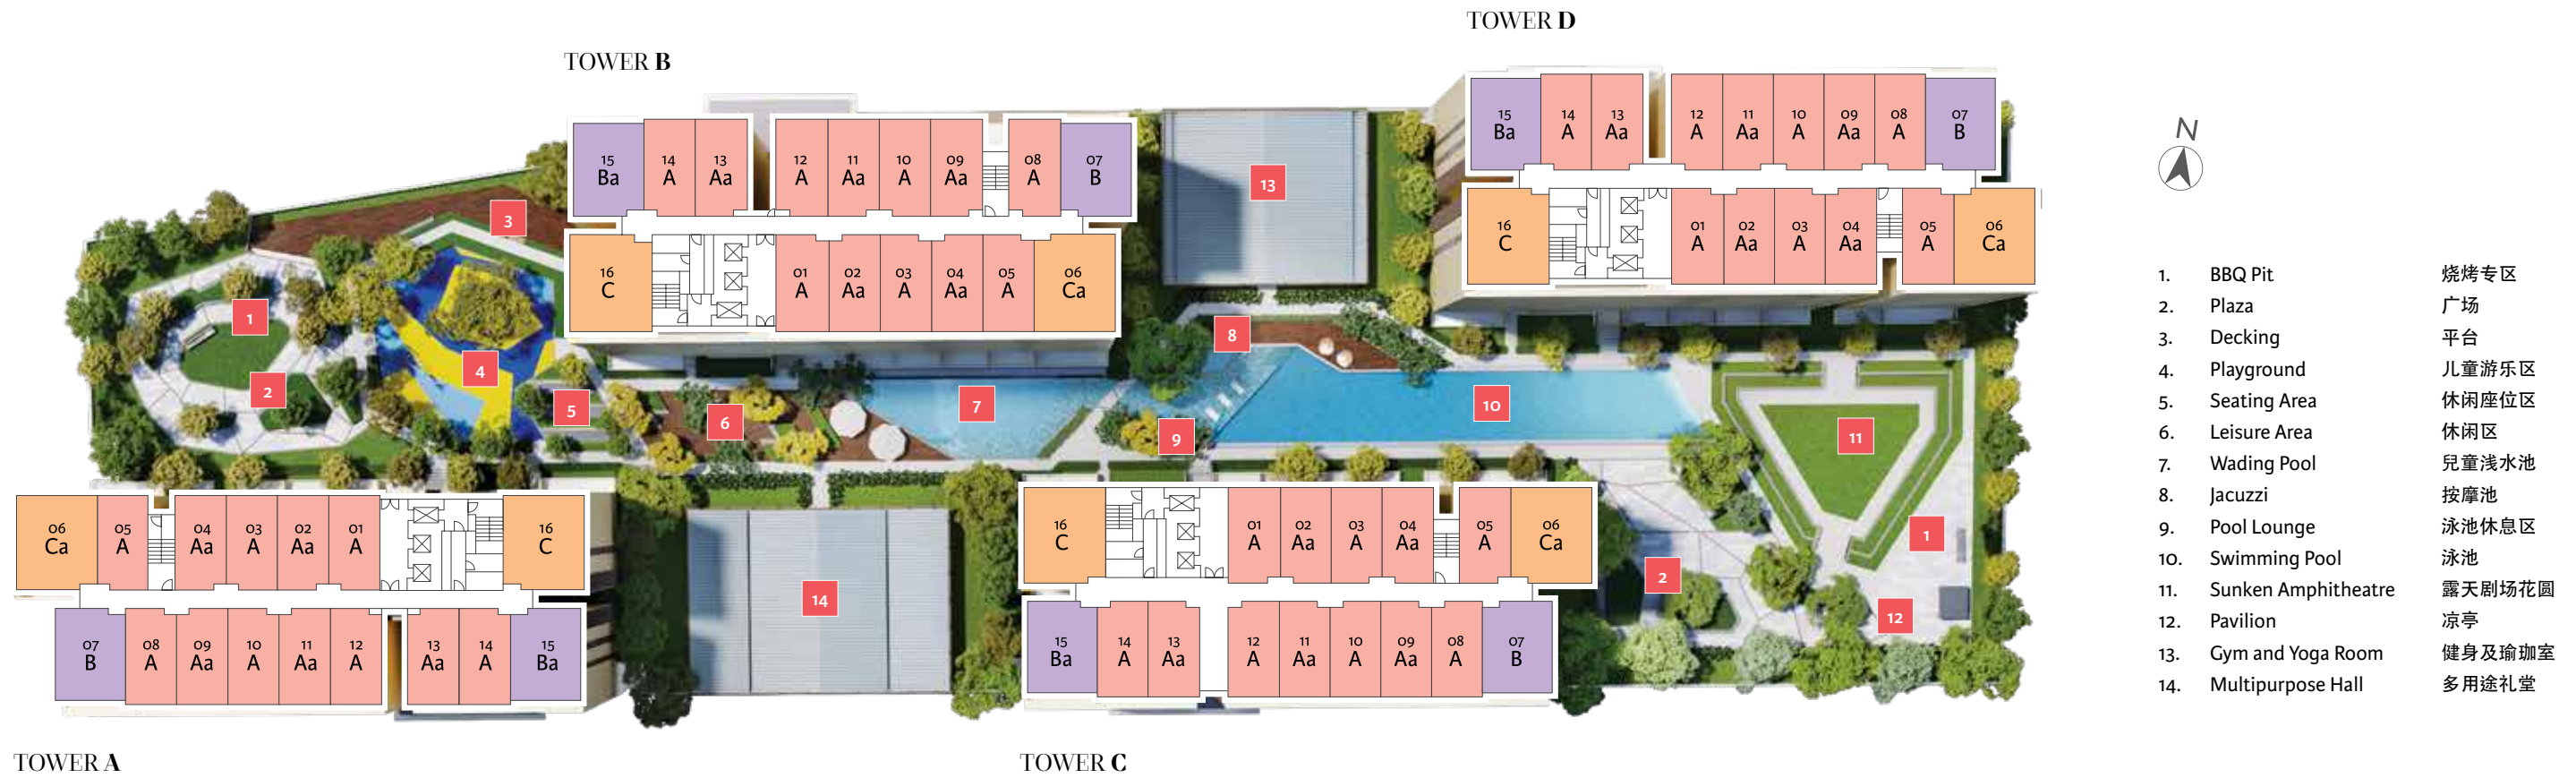 TOWER D
TOWER B
15 Ba
14 A
13 Aa
12 A
11 Aa
10 A
09 Aa
08 A
07 B
16 C
01 A
02 Aa
03 A
04 Aa
05 A
06 Ca
15 Ba
14 A
13 Aa
12 A
11 Aa
10 A
09 Aa
08 A
07 B
16 C
01 A
02 Aa
03 A
04 Aa
05 A
06 Ca
13
3
1
4
2
5
6
7
8
9
10
11
1
2
12
14
06 Ca
05 A
04 Aa
03 A
02 Aa
01 A
16 C
07 B
08 A
09 Aa
10 A
11 Aa
12 A
13 Aa
14 A
15 Ba
16 C
01 A
02 Aa
03 A
04 Aa
05 A
06 Ca
15 Ba
14 A
13 Aa
12 A
11 Aa
10 A
09 Aa
08 A
07 B
TOWER A
TOWER C
N
1. BBQ Pit 烧烤专区
2. Plaza 广场
3. Decking 平台
4. Playground 儿童游乐区
5. Seating Area 休闲座位区
6. Leisure Area 休闲区
7. Wading Pool 兒童浅水池
8. Jacuzzi 按摩池
9. Pool Lounge 泳池休息区
10. Swimming Pool 泳池
11. Sunken Amphitheatre 露天剧场花圆
12. Pavilion 凉亭
13. Gym and Yoga Room 健身及瑜珈室
14. Multipurpose Hall 多用途礼堂